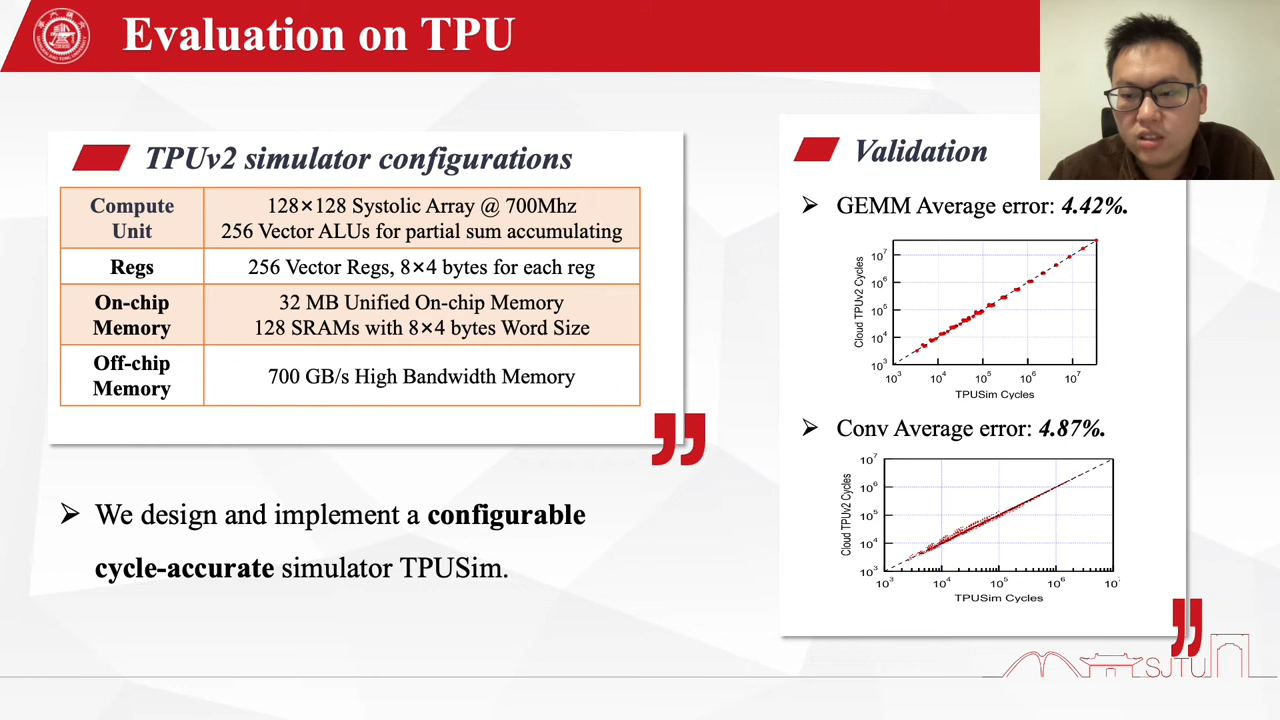 Evaluation on TPU
TPUv2 simulator configurations
Compute
Unit
128×128 Systolic Array @ 700Mhz
256 Vector ALUs for partial sum accumulating
Regs
256 Vector Regs, 8×4 bytes for each reg
On-chip
Memory
32 MB Unified On-chip Memory
128 SRAMs with 8×4 bytes Word Size
Off-chip
Memory
700 GB/s High Bandwidth Memory
➢ We design and implement a configurable
cycle-accurate simulator TPUSim.
Validation
➢ GEMM Average error: 4.42%.
Cloud TPUv2 Cycles
10⁷
10⁶
10⁵
10⁴
10³
10³ 10⁴ 10⁵ 10⁶ 10⁷
TPUSim Cycles
➢ Conv Average error: 4.87%.
Cloud TPUv2 Cycles
10⁷
10⁶
10⁵
10⁴
10³
10³ 10⁴ 10⁵ 10⁶ 10
TPUSim Cycles
SJTU